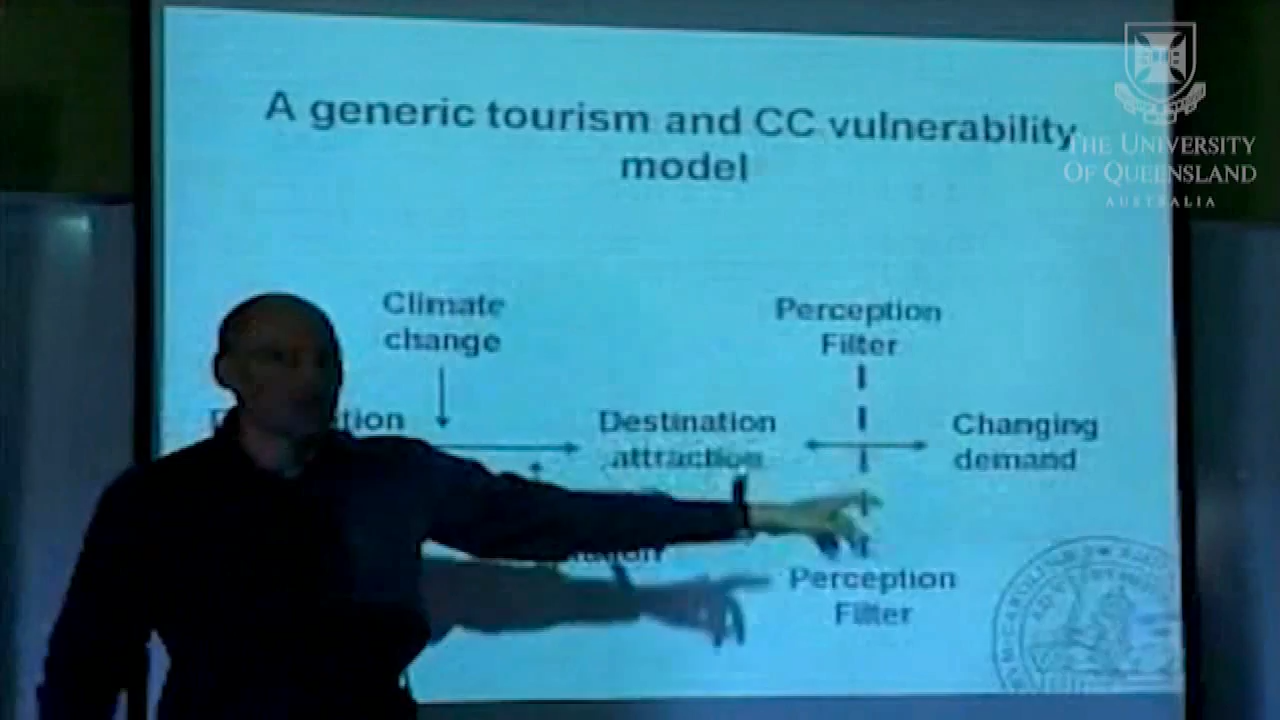 A generic tourism and CC vulnerability
model
THE UNIVERSITY
OF QUEENSLAND
AUSTRALIA
Climate
change
Perception
Filter
Destination
attraction
Changing
demand
Perception
Filter